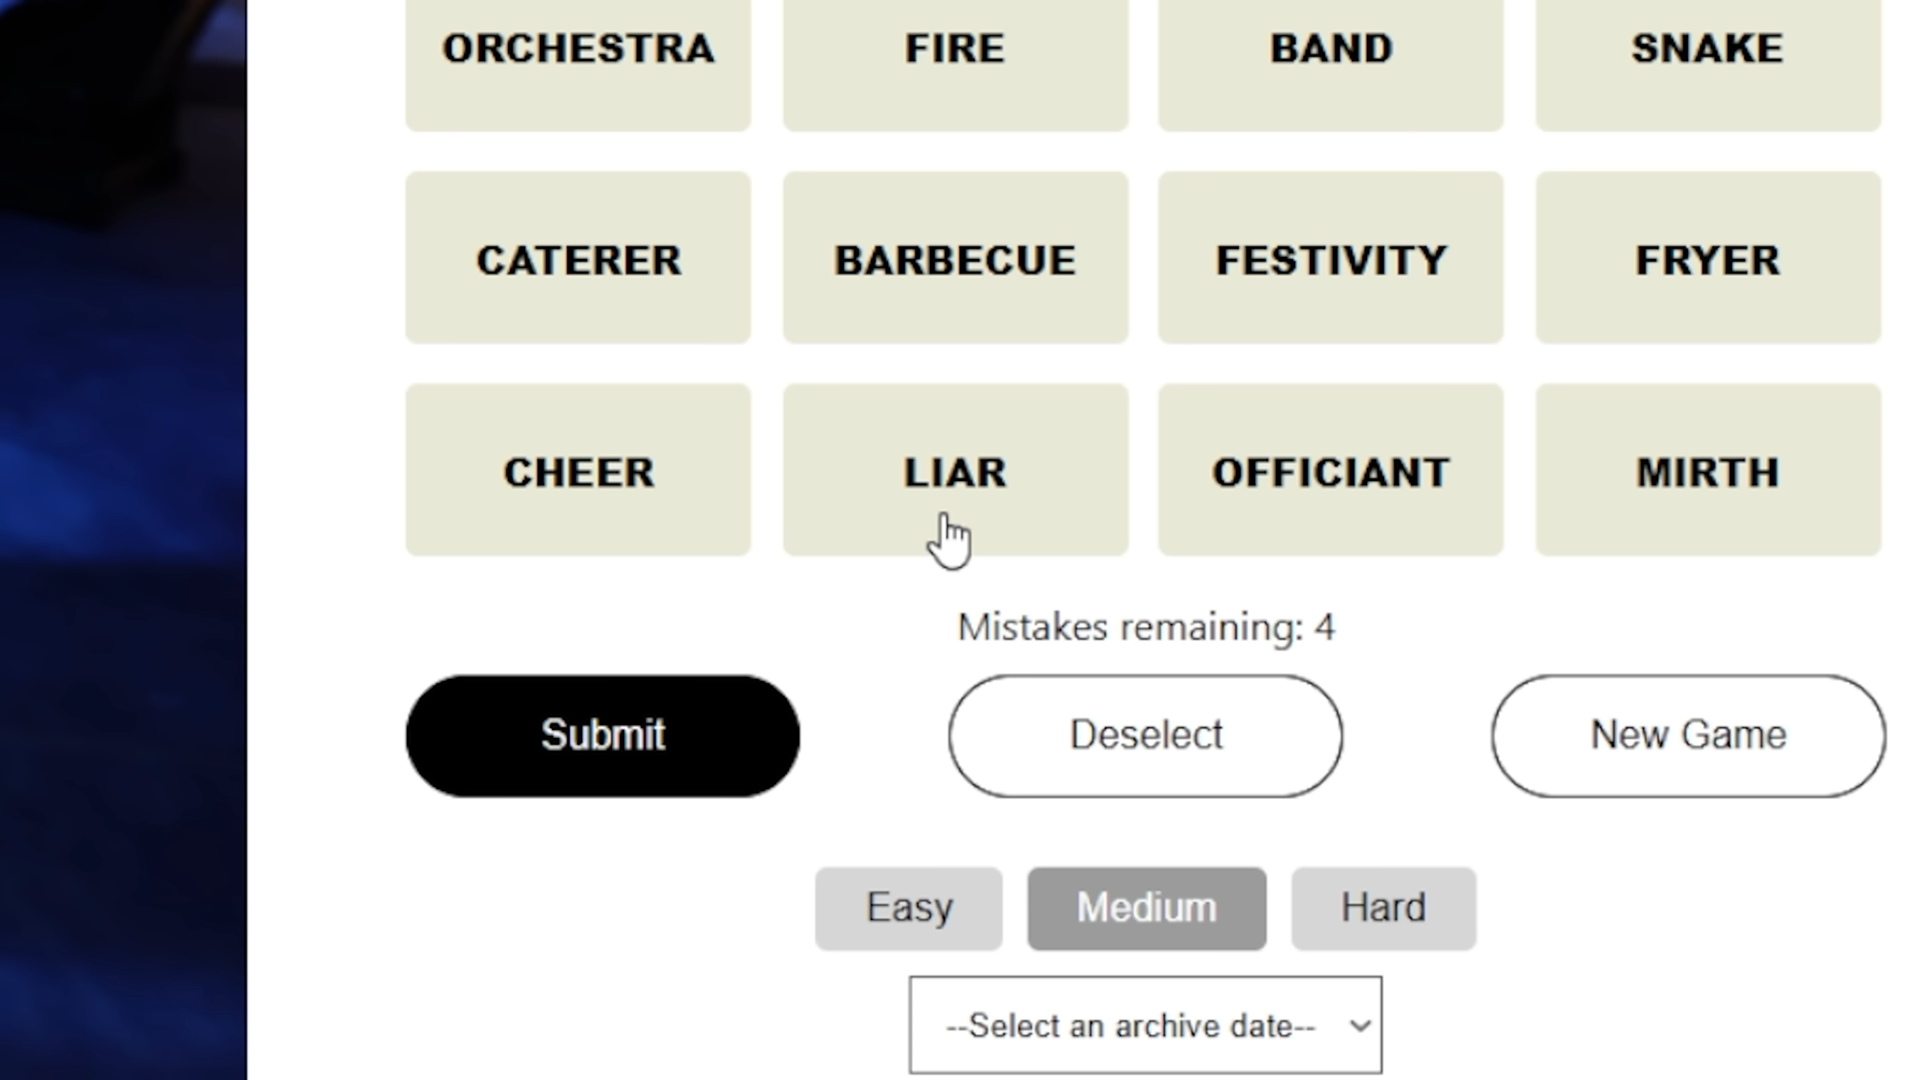 ORCHESTRA FIRE BAND SNAKE
CATERER BARBECUE FESTIVITY FRYER
CHEER LIAR OFFICIANT MIRTH
Mistakes remaining: 4
Submit Deselect New Game
Easy Medium Hard
--Select an archive date--